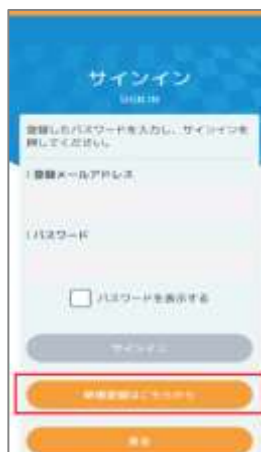 サインイン
SIGN IN
登録したパスワードを入力し、サインインを
押してください。
登録メールアドレス
パスワード
パスワードを表示する
サインイン
新規登録はこちらから
戻る